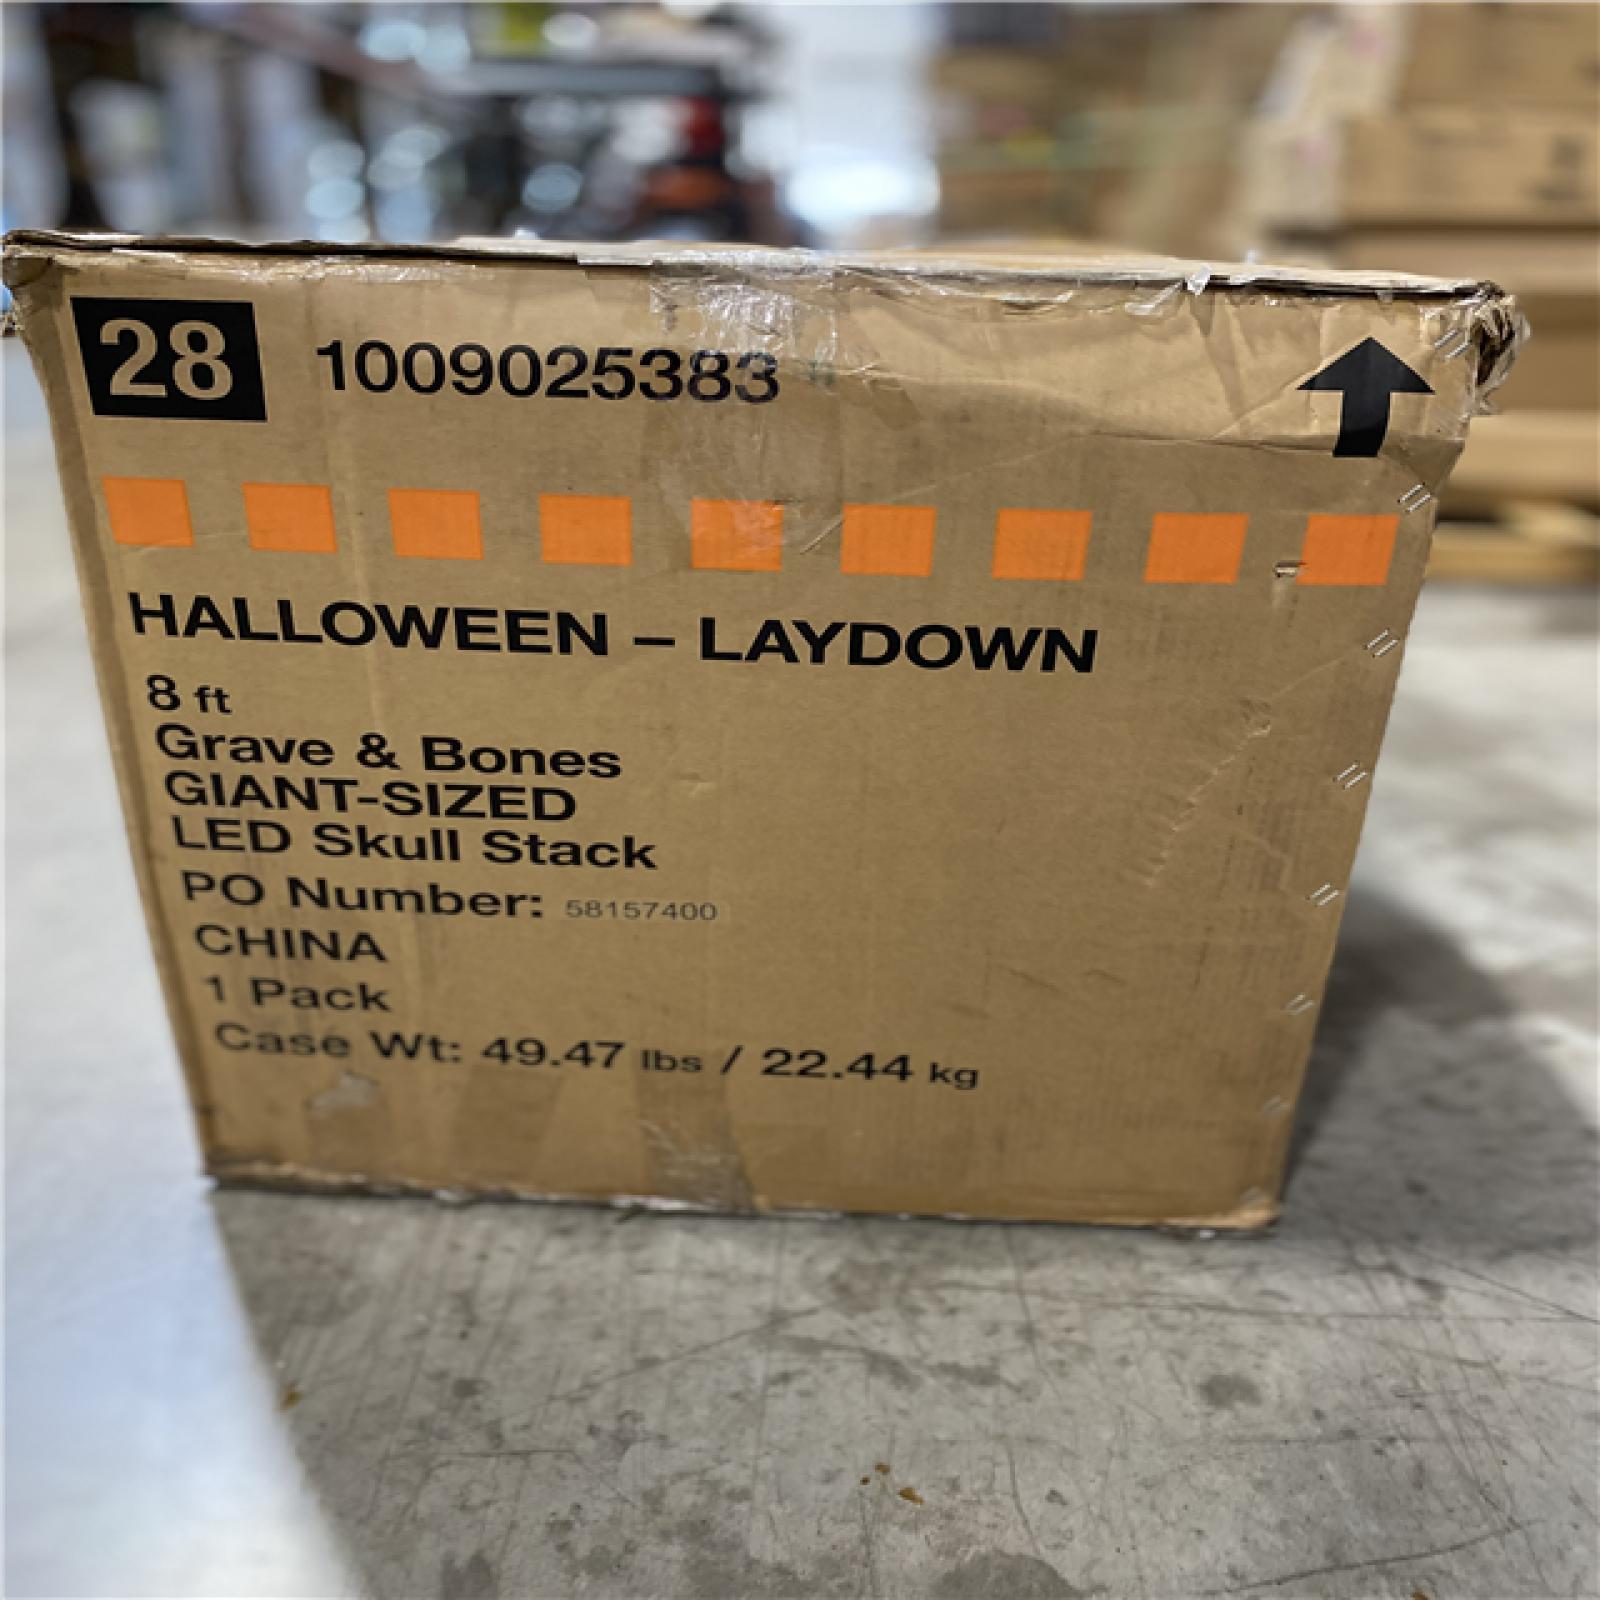 28 1009025383
HALLOWEEN – LAYDOWN
8 ft
Grave & Bones
GIANT-SIZED
LED Skull Stack
PO Number: 58157400
CHINA
1 Pack
Case Wt: 49.47 lbs / 22.44 kg